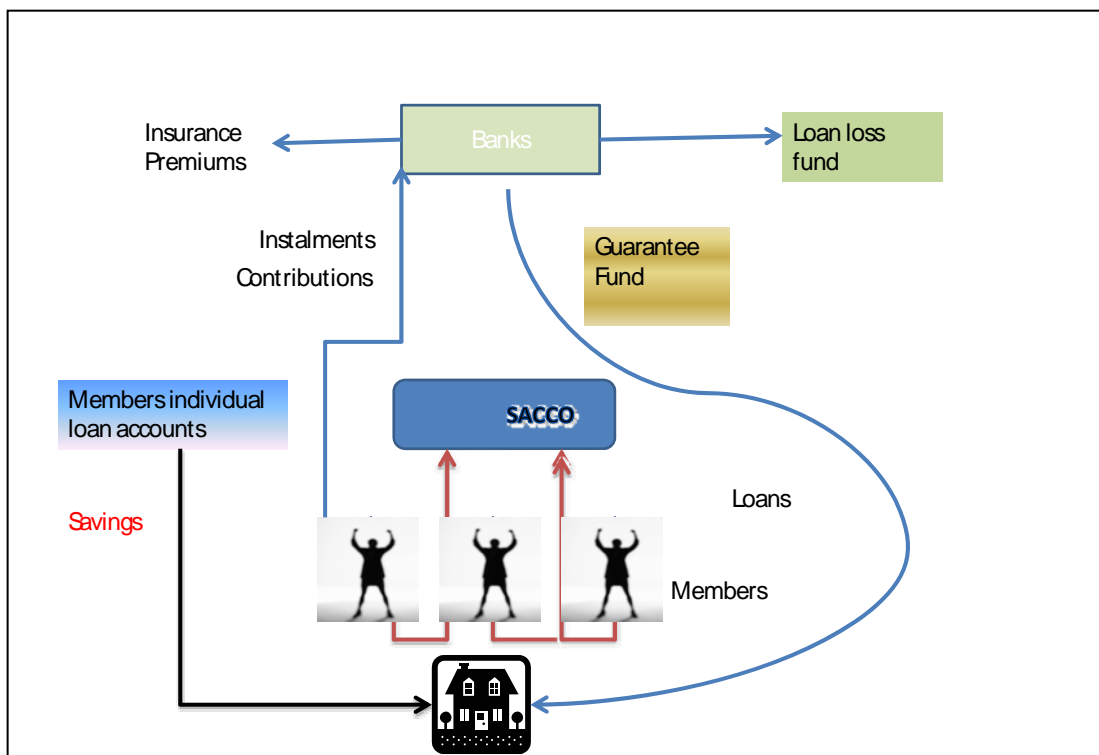 Insurance
Premiums
Banks
Loan loss
fund
Instalments
Contributions
Guarantee
Fund
Members individual
loan accounts
SACCO
Savings
Loans
Members